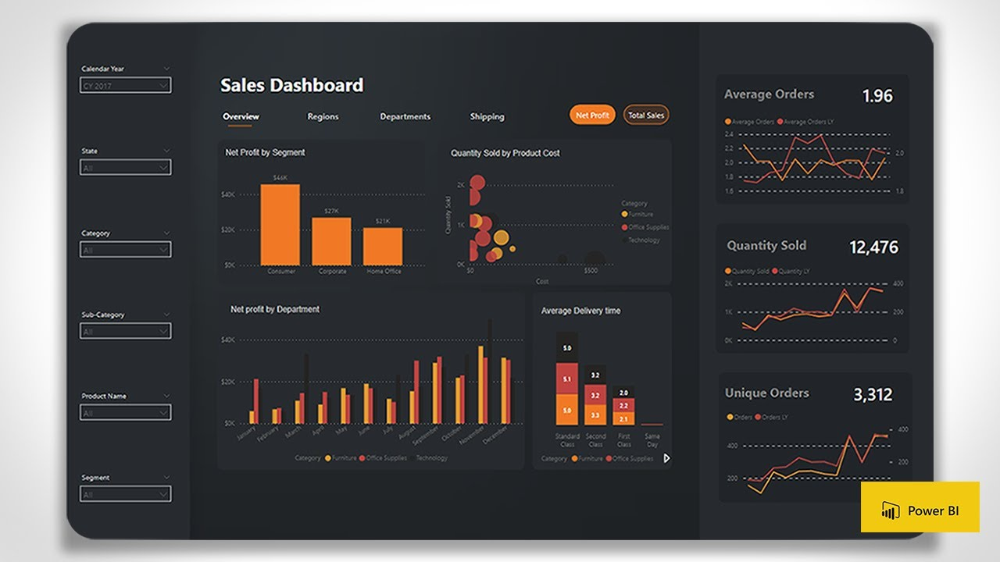 Calendar Year
CY 2017
State
All
Category
All
Sub-Category
All
Product Name
All
Segment
All
Sales Dashboard
Overview Regions Departments Shipping Net Profit Total Sales
Net Profit by Segment
$46K
$40K
$27K
$20K
$21K
$0K
Consumer Corporate Home Office
Quantity Sold by Product Cost
Quantity Sold
2K
1K
0K
$0 $500
Cost
Category
Furniture
Office Supplies
Technology
Net profit by Department
$40K
$20K
$0K
January February March April May June July August September October November December
Category Furniture Office Supplies Technology
Average Delivery time
5.0
5.1
5.0
3.2
3.2
3.3
2.0
2.2
2.1
Standard Class Second Class First Class Same Day
Category Furniture Office Supplies
Average Orders 1.96
Average Orders Average Orders LY
2.4
2.2
2.0 2.0
1.8
1.6 1.8
Quantity Sold 12,476
Quantity Sold Quantity LY
2K 400
1K 200
0K 0
Unique Orders 3,312
Orders Orders LY
400
400
200
200
Power BI